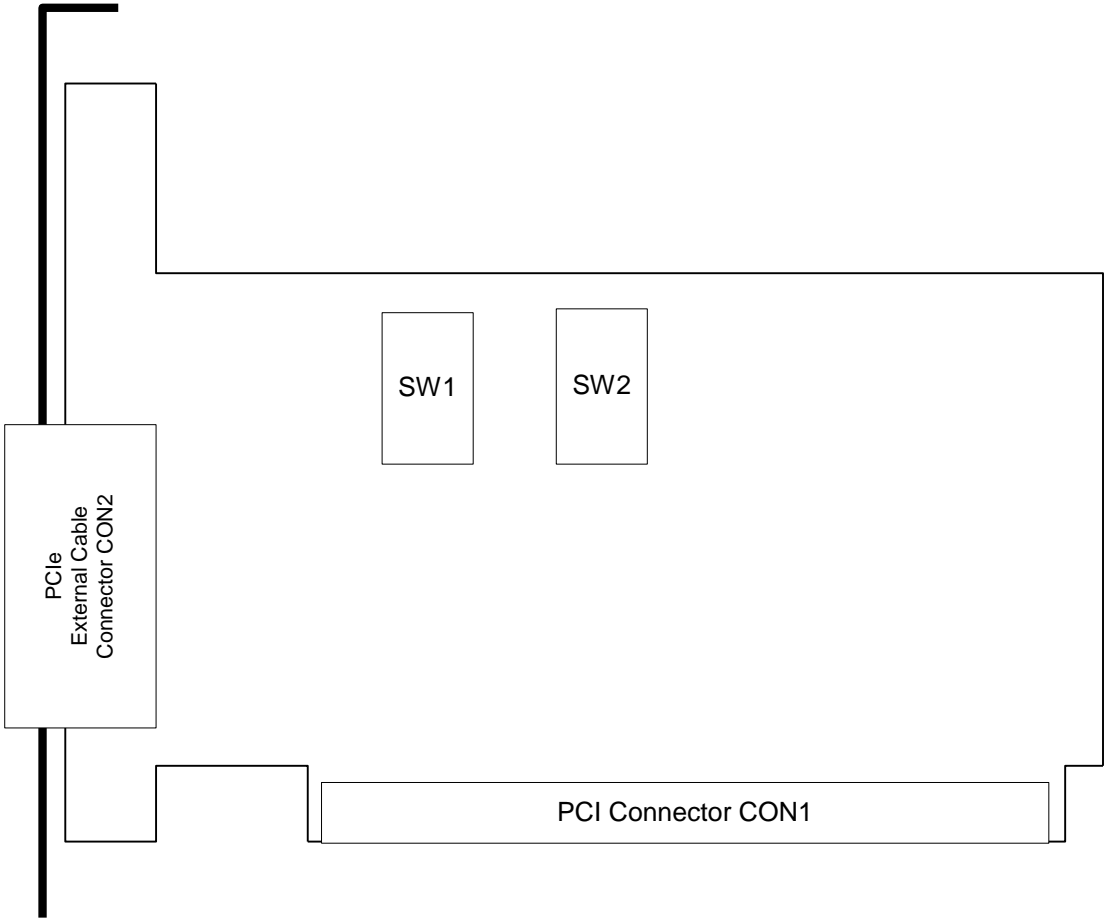 SW1
SW2
PCIe
External Cable
Connector CON2
PCI Connector CON1